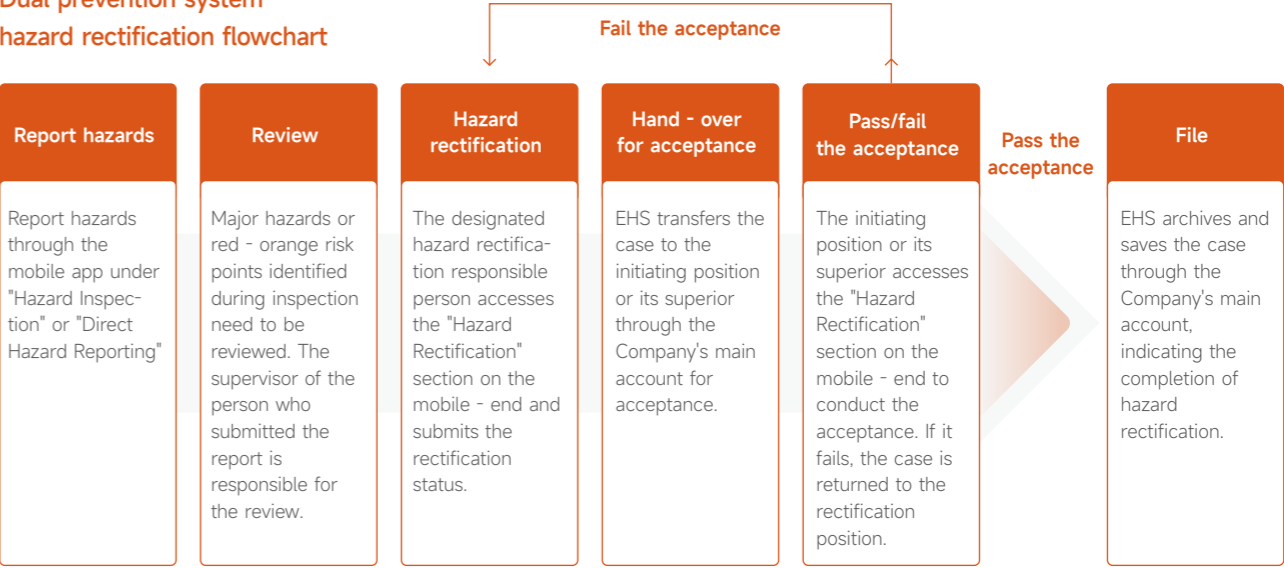 Dual prevention system
hazard rectification flowchart
Fail the acceptance
Report hazards
Report hazards
through the
mobile app under
"Hazard Inspec-
tion" or "Direct
Hazard Reporting"
Review
Major hazards or
red - orange risk
points identified
during inspection
need to be
reviewed. The
supervisor of the
person who
submitted the
report is
responsible for
the review.
Hazard
rectification
The designated
hazard rectifica-
tion responsible
person accesses
the "Hazard
Rectification"
section on the
mobile - end and
submits the
rectification
status.
Hand - over
for acceptance
EHS transfers the
case to the
initiating position
or its superior
through the
Company's main
account for
acceptance.
Pass/fail
the acceptance
The initiating
position or its
superior accesses
the "Hazard
Rectification"
section on the
mobile - end to
conduct the
acceptance. If it
fails, the case is
returned to the
rectification
position.
Pass the
acceptance
File
EHS archives and
saves the case
through the
Company's main
account,
indicating the
completion of
hazard
rectification.